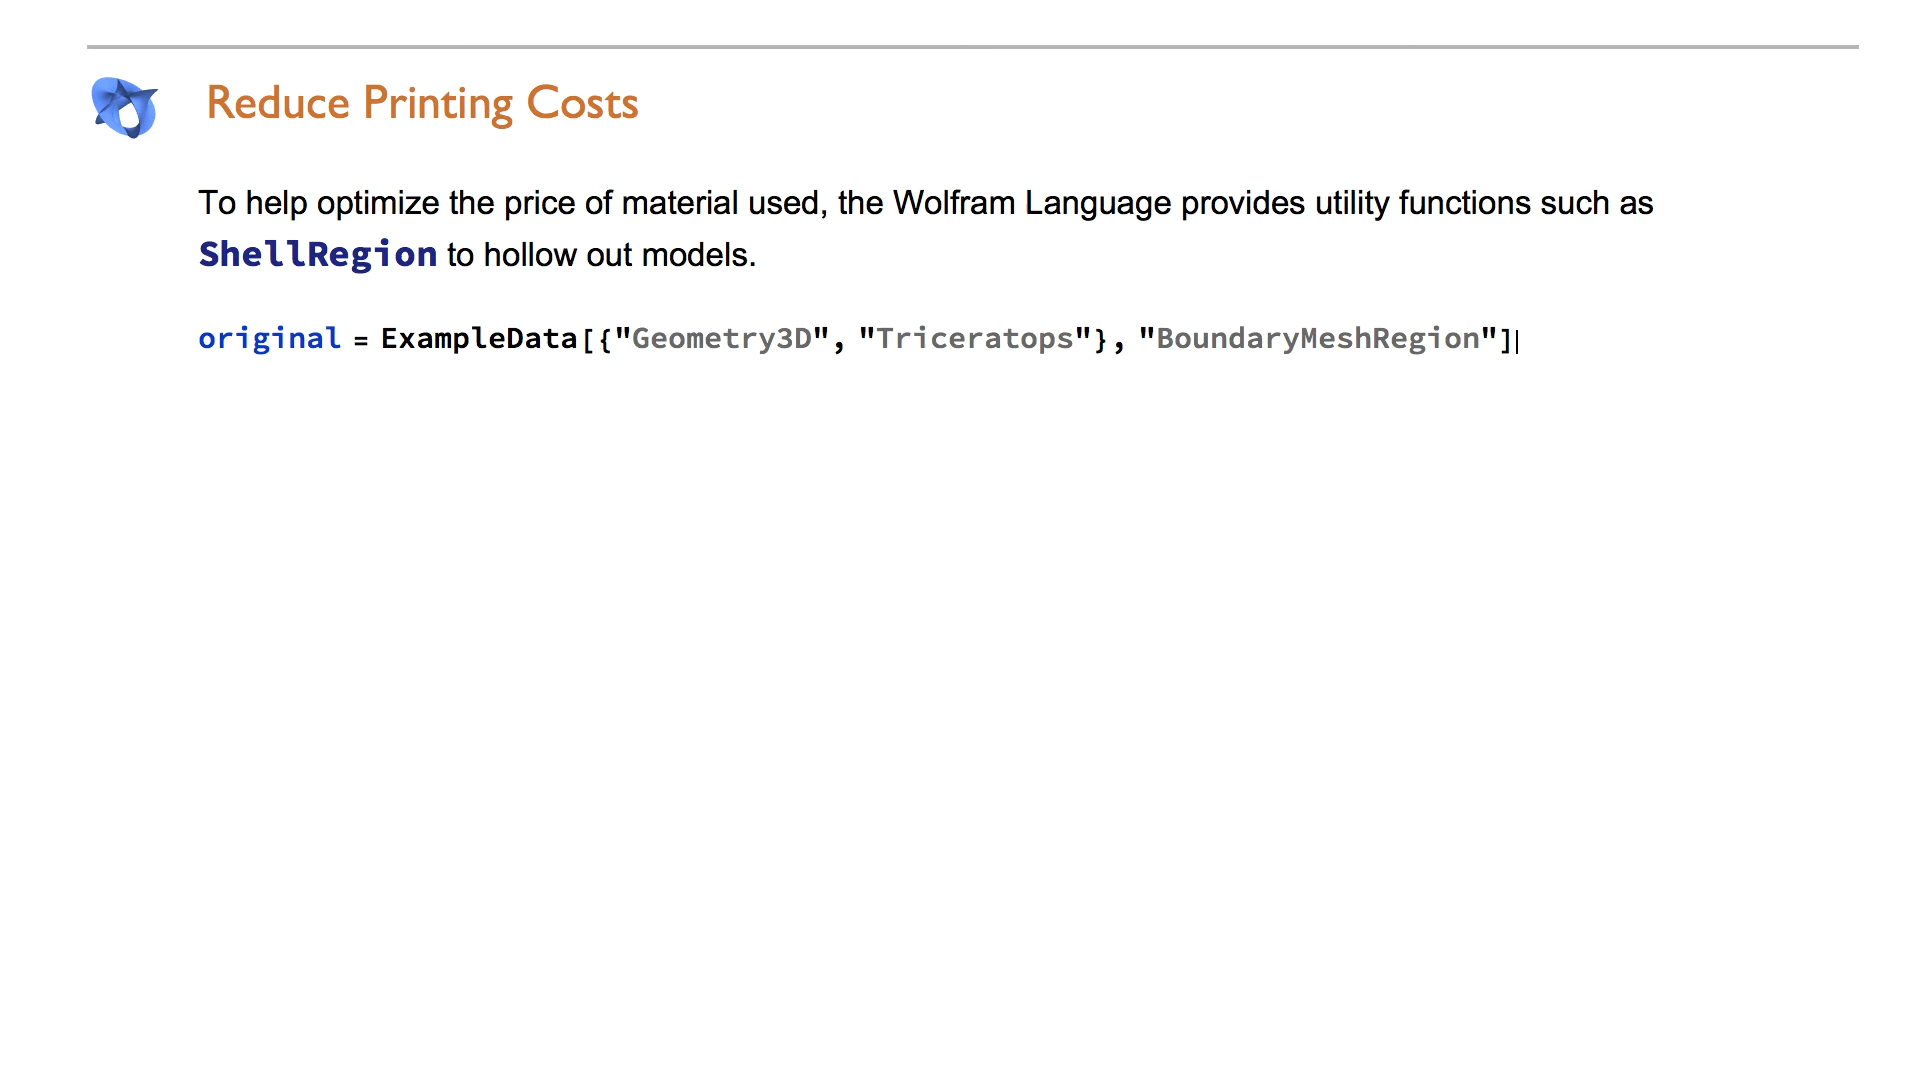 Reduce Printing Costs
To help optimize the price of material used, the Wolfram Language provides utility functions such as
ShellRegion to hollow out models.
original = ExampleData[{"Geometry3D", "Triceratops"}, "BoundaryMeshRegion"]